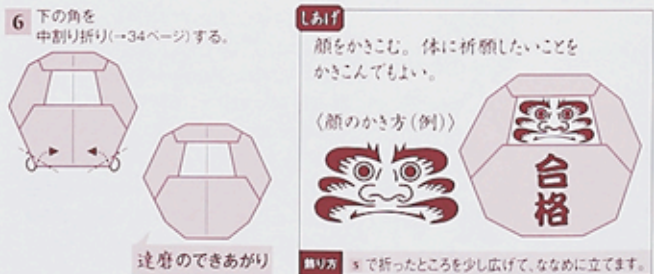 6 下の角を
中割り折り(→34ページ)する。
達磨のできあがり
しあげ
顔をかきこむ。体に祈願したいことを
かきこんでもよい。
〈顔のかき方(例)〉
合格
飾り方 5 で折ったところを少し広げて、ななめに立てます。